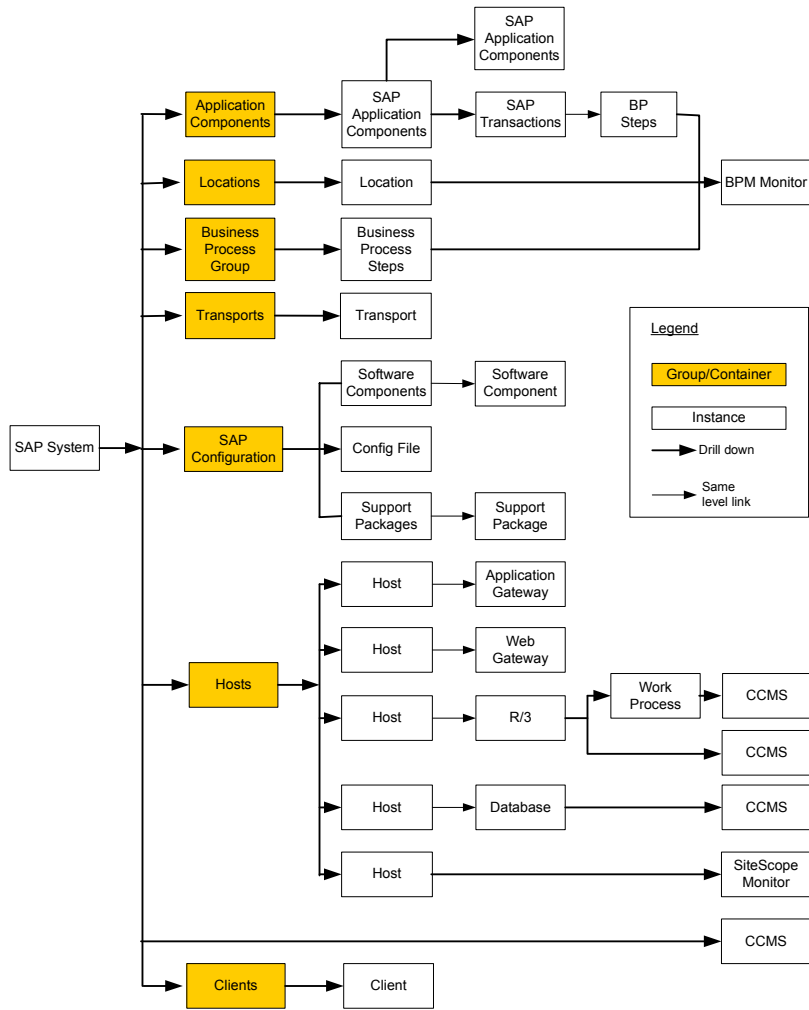 SAP
Application
Components
Application
Components
SAP
Application
Components
SAP
Transactions
BP
Steps
Locations
Location
BPM Monitor
Business
Process
Group
Business
Process
Steps
Transports
Transport
Legend
Group/Container
Instance
Drill down
Same
level link
Software
Components
Software
Component
SAP System
SAP
Configuration
Config File
Support
Packages
Support
Package
Host
Application
Gateway
Host
Web
Gateway
Hosts
Host
R/3
Work
Process
CCMS
CCMS
Host
Database
CCMS
Host
SiteScope
Monitor
CCMS
Clients
Client